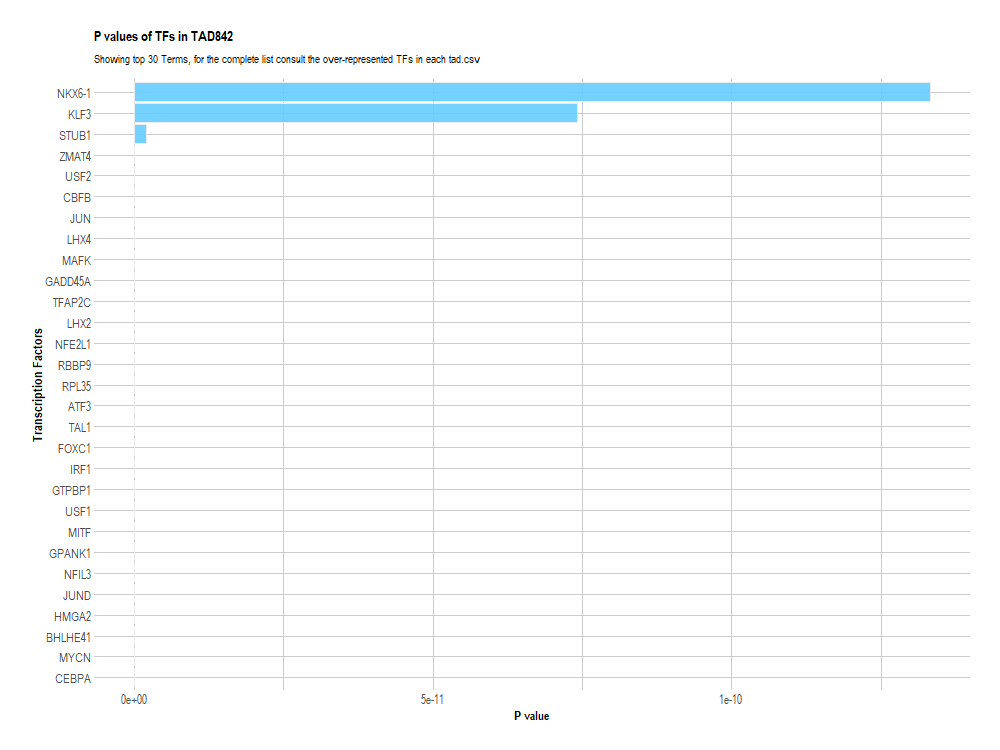 P values of TFs in TAD842
Showing top 30 Terms, for the complete list consult the over-represented TFs in each tad.csv
NKX6-1
KLF3
STUB1
ZMAT4
USF2
CBFB
JUN
LHX4
MAFK
GADD45A
TFAP2C
LHX2
NFE2L1
RBBP9
RPL35
ATF3
TAL1
FOXC1
IRF1
GTPBP1
USF1
MITF
GPANK1
NFIL3
JUND
HMGA2
BHLHE41
MYCN
CEBPA
Transcription Factors
0e+00
5e-11
1e-10
P value